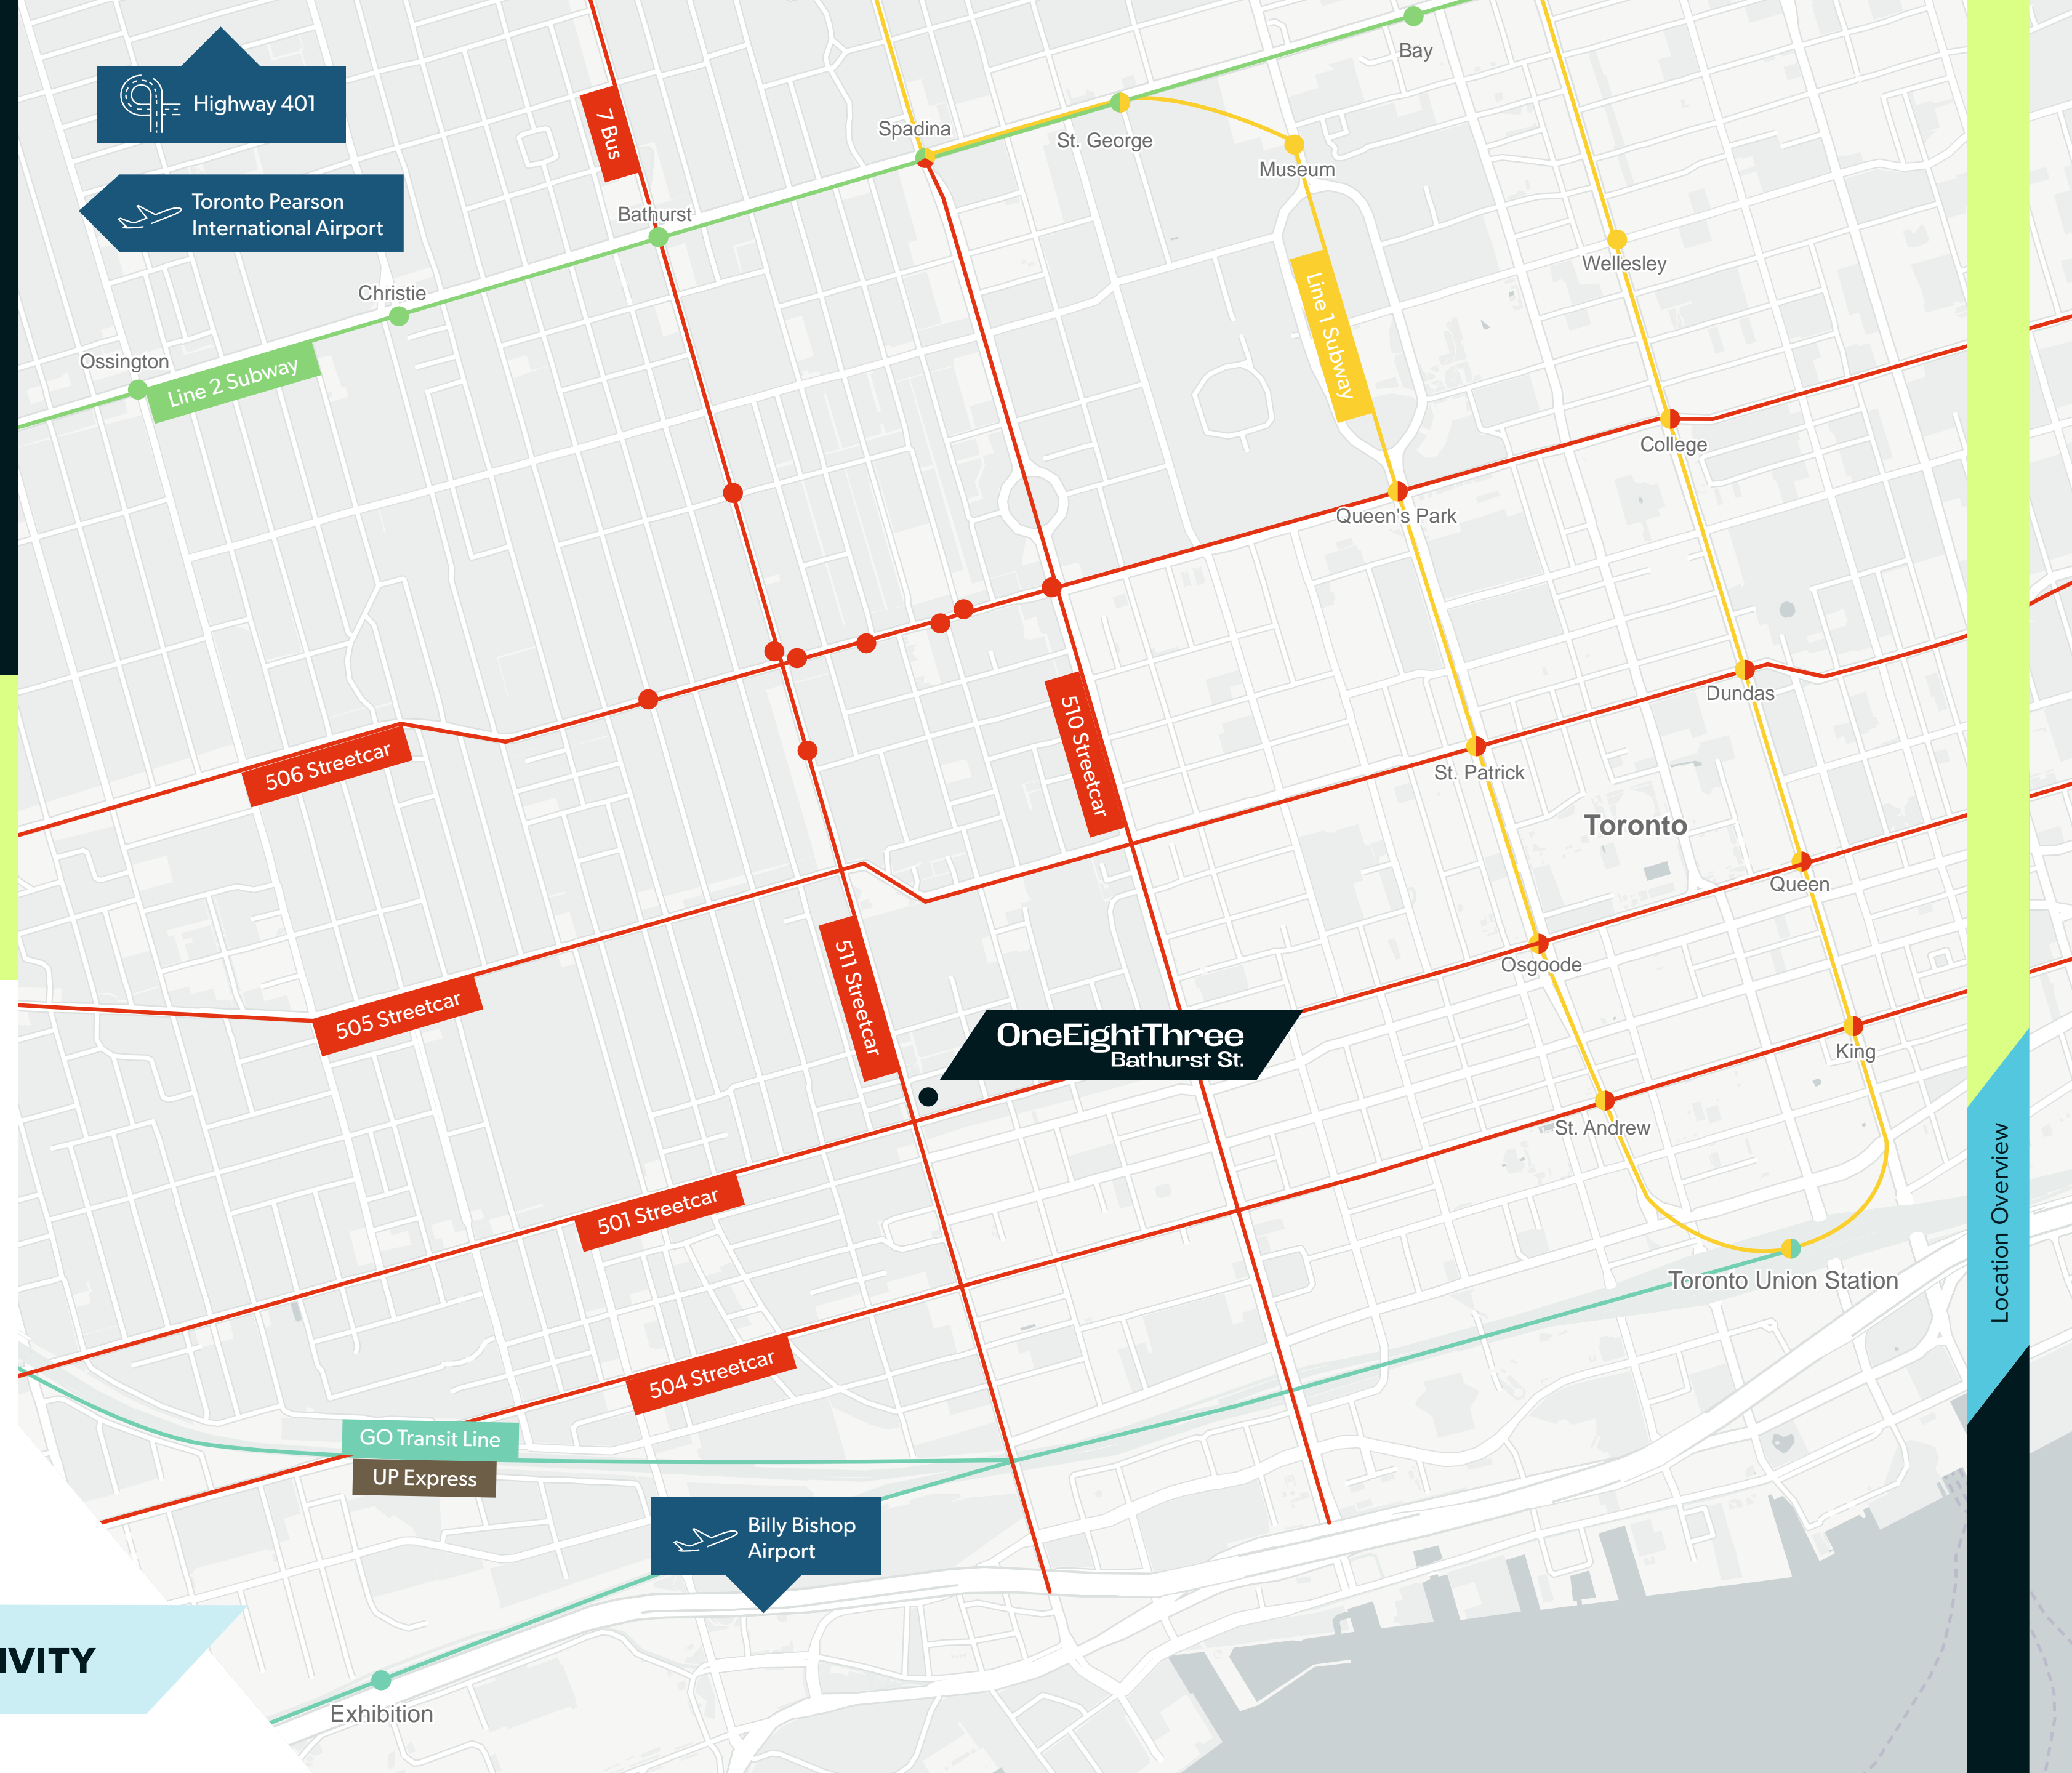 Highway 401
Toronto Pearson
International Airport
7 Bus
Bay
Spadina
St. George
Museum
Bathurst
Wellesley
Christie
Line 1 Subway
Ossington
Line 2 Subway
College
Queen's Park
Dundas
510 Streetcar
506 Streetcar
St. Patrick
Toronto
Queen
511 Streetcar
Osgoode
505 Streetcar
OneEightThree
Bathurst St.
King
St. Andrew
Location Overview
501 Streetcar
Toronto Union Station
504 Streetcar
GO Transit Line
UP Express
Billy Bishop
Airport
IVITY
Exhibition